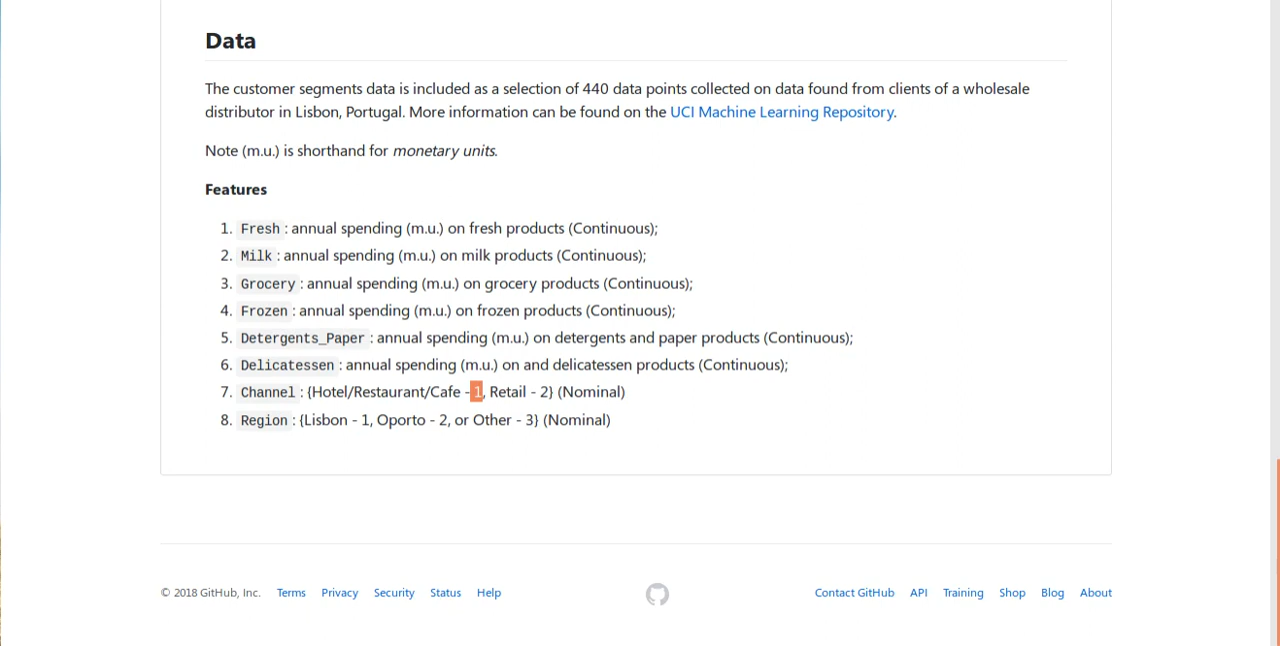 Data
The customer segments data is included as a selection of 440 data points collected on data found from clients of a wholesale
distributor in Lisbon, Portugal. More information can be found on the UCI Machine Learning Repository.
Note (m.u.) is shorthand for monetary units.
Features
1. Fresh : annual spending (m.u.) on fresh products (Continuous);
2. Milk : annual spending (m.u.) on milk products (Continuous);
3. Grocery : annual spending (m.u.) on grocery products (Continuous);
4. Frozen : annual spending (m.u.) on frozen products (Continuous);
5. Detergents_Paper : annual spending (m.u.) on detergents and paper products (Continuous);
6. Delicatessen : annual spending (m.u.) on and delicatessen products (Continuous);
7. Channel : {Hotel/Restaurant/Cafe - 1, Retail - 2} (Nominal)
8. Region : {Lisbon - 1, Oporto - 2, or Other - 3} (Nominal)
© 2018 GitHub, Inc. Terms Privacy Security Status Help Contact GitHub API Training Shop Blog About